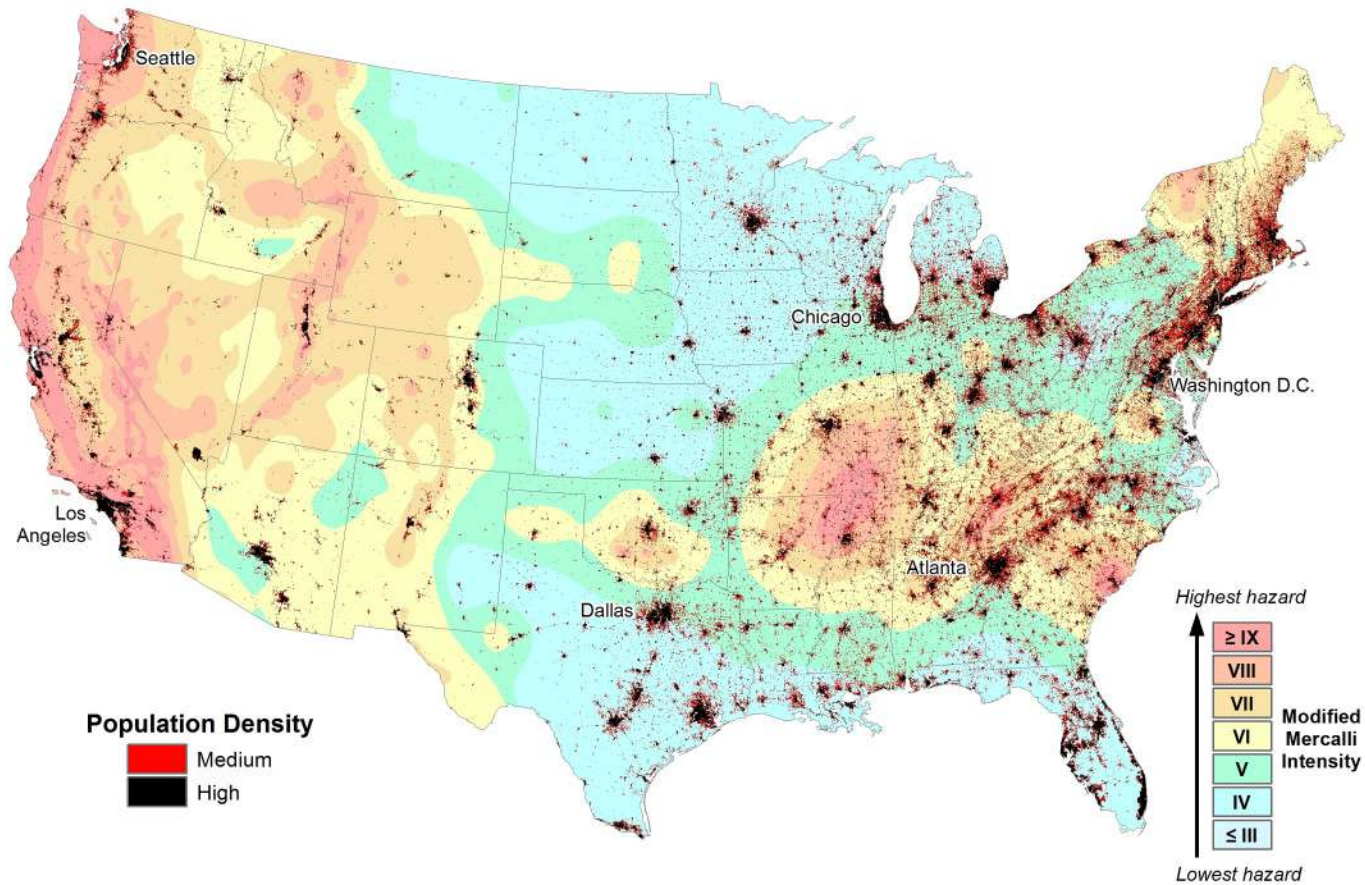 Seattle
Chicago
Washington D.C.
Los
Angeles
Atlanta
Dallas
Population Density
Medium
High
Highest hazard
≥ IX
VIII
VII
VI
V
IV
≤ III
Modified
Mercalli
Intensity
Lowest hazard